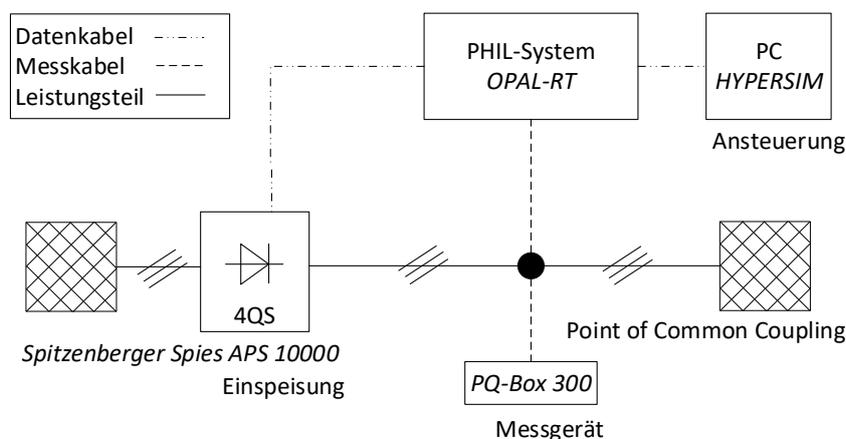 Datenkabel
Messkabel
Leistungsteil
PHIL-System
OPAL-RT
PC
HYPERSIM
Ansteuerung
4QS
Spitzenberger Spies APS 10000
Einspeisung
Point of Common Coupling
PQ-Box 300
Messgerät